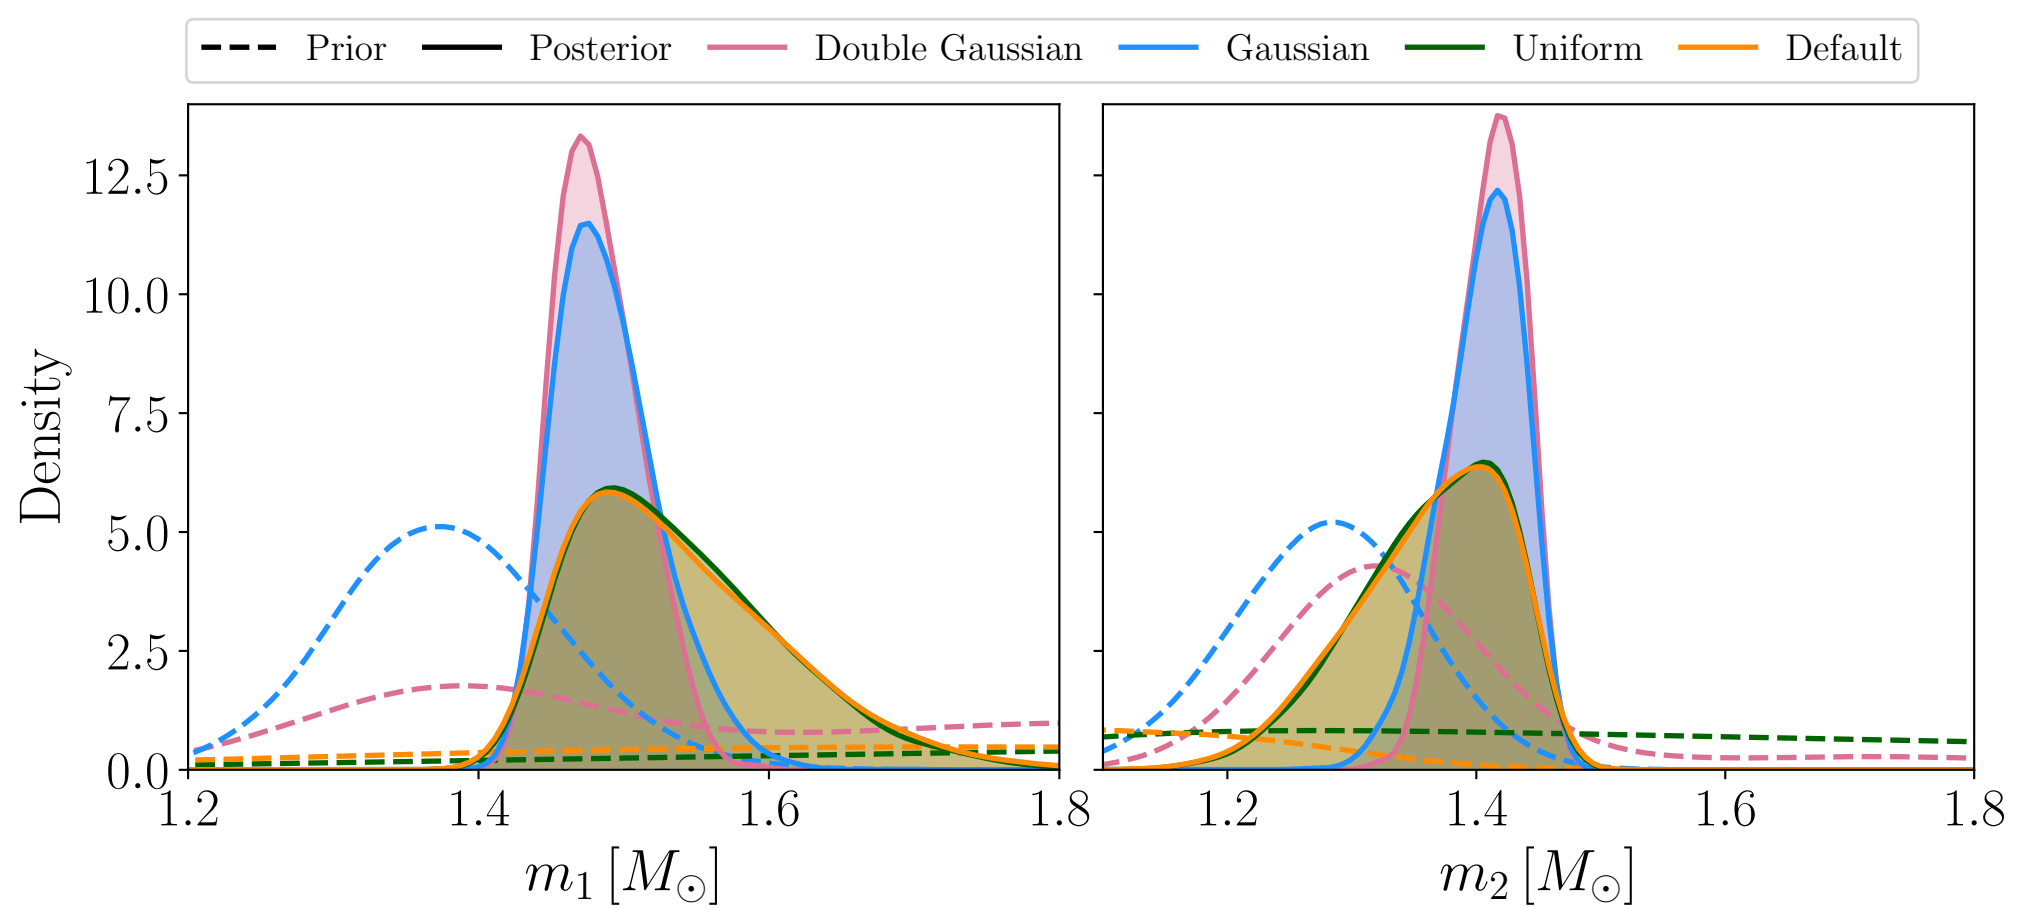 Prior Posterior Double Gaussian Gaussian Uniform Default
Density
12.5
10.0
7.5
5.0
2.5
0.0
1.2 1.4 1.6 1.8
m₁ [M☉]
1.2 1.4 1.6 1.8
m₂ [M☉]